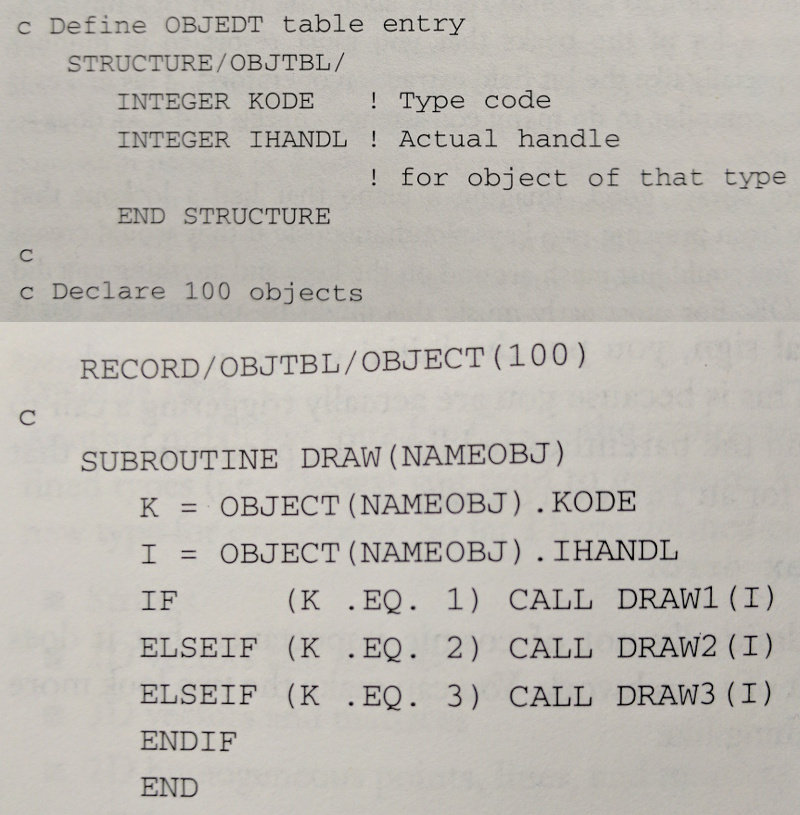 c Define OBJEDT table entry
STRUCTURE/OBJTBL/
INTEGER KODE ! Type code
INTEGER IHANDL ! Actual handle
! for object of that type
END STRUCTURE
c
c Declare 100 objects
RECORD/OBJTBL/OBJECT(100)
c
SUBROUTINE DRAW(NAMEOBJ)
K = OBJECT(NAMEOBJ).KODE
I = OBJECT(NAMEOBJ).IHANDL
IF (K .EQ. 1) CALL DRAW1(I)
ELSEIF (K .EQ. 2) CALL DRAW2(I)
ELSEIF (K .EQ. 3) CALL DRAW3(I)
ENDIF
END